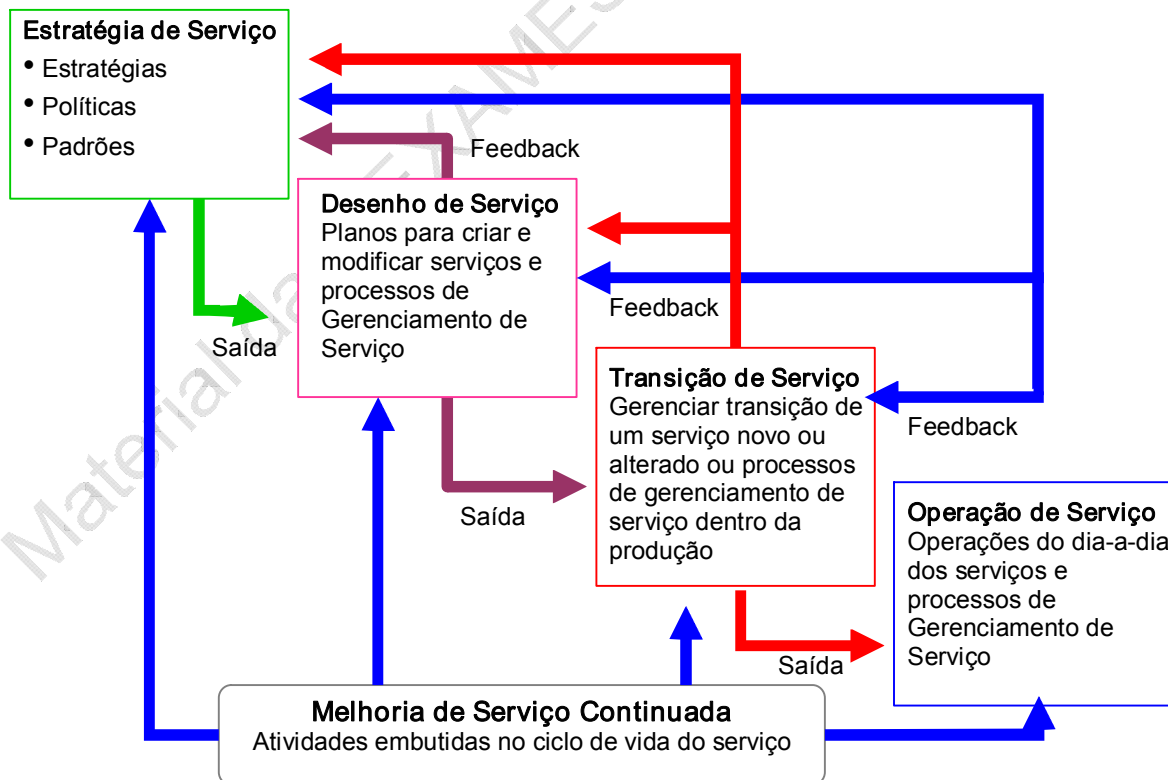 Estratégia de Serviço
• Estratégias
• Políticas
• Padrões
Feedback
Desenho de Serviço
Planos para criar e
modificar serviços e
processos de
Gerenciamento de
Serviço
Saída
Feedback
Transição de Serviço
Gerenciar transição de
um serviço novo ou
alterado ou processos
de gerenciamento de
serviço dentro da
produção
Feedback
Saída
Operação de Serviço
Operações do dia-a-dia
dos serviços e
processos de
Gerenciamento de
Serviço
Saída
Melhoria de Serviço Continuada
Atividades embutidas no ciclo de vida do serviço
Material da EXAMES